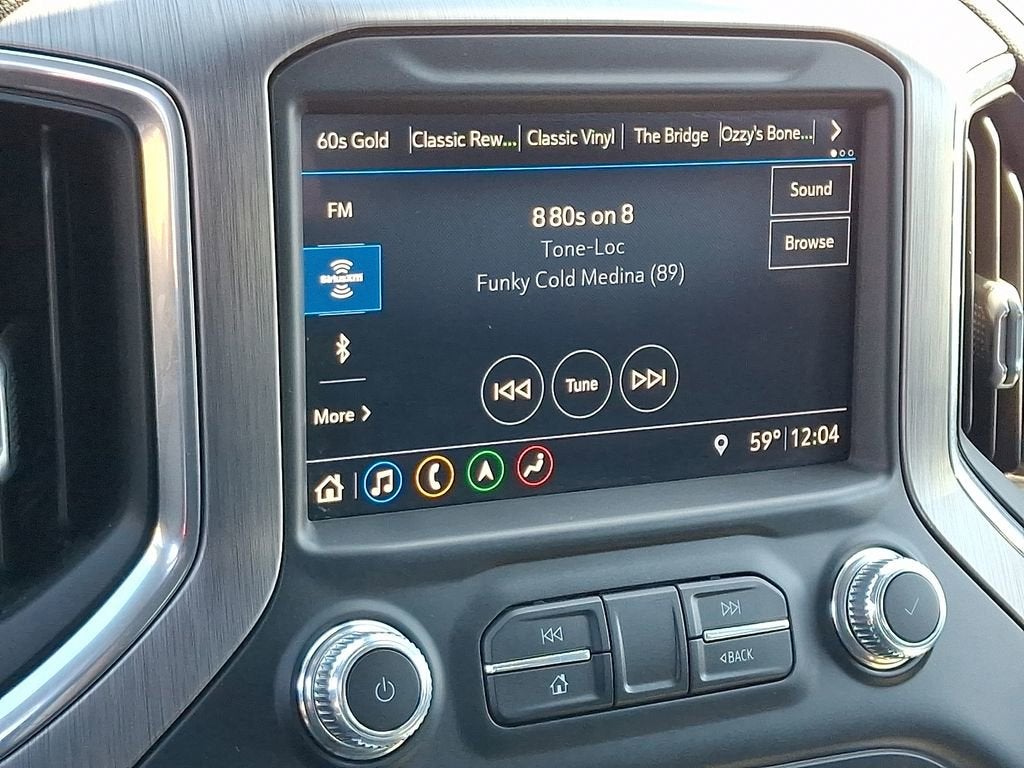 60s Gold
Classic Rew...
Classic Vinyl
The Bridge
Ozzy's Bone...
FM
SiriusXM
More
8 80s on 8
Tone-Loc
Funky Cold Medina (89)
Sound
Browse
Tune
59° 12:04
BACK